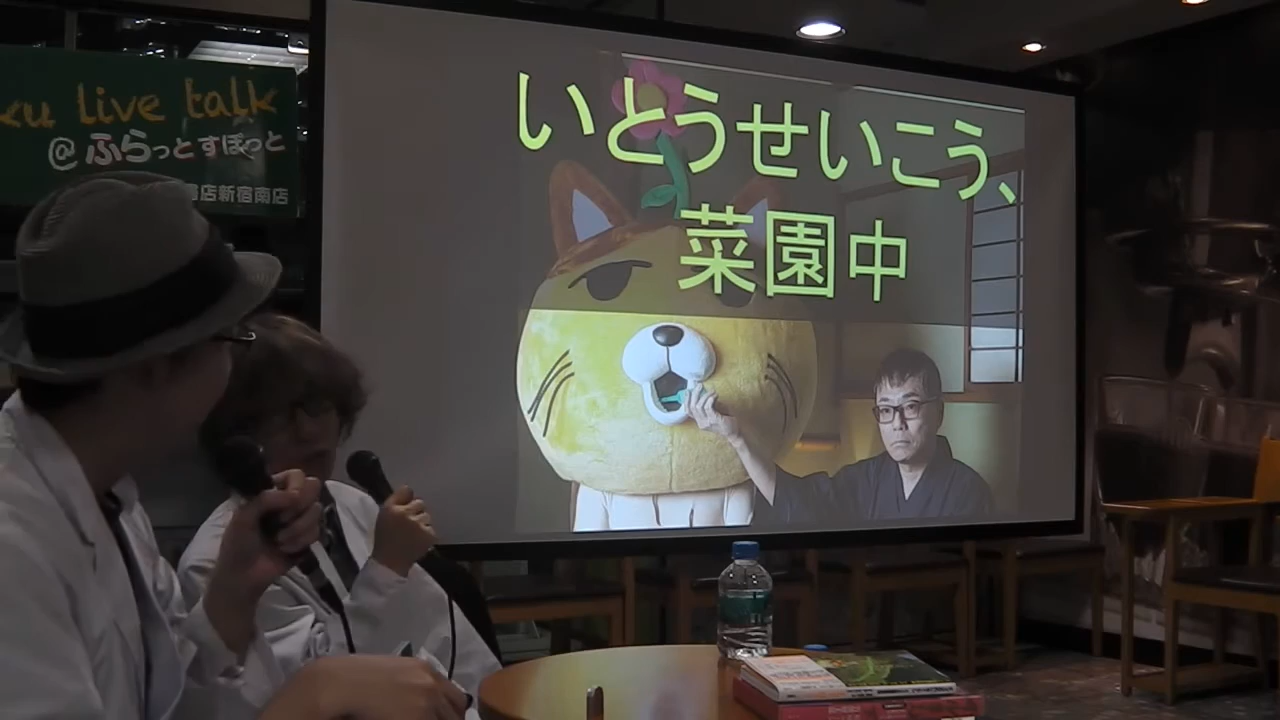 ku live talk
@ふらっとすぽっと
書店新宿南店
いとうせいこう、
菜園中